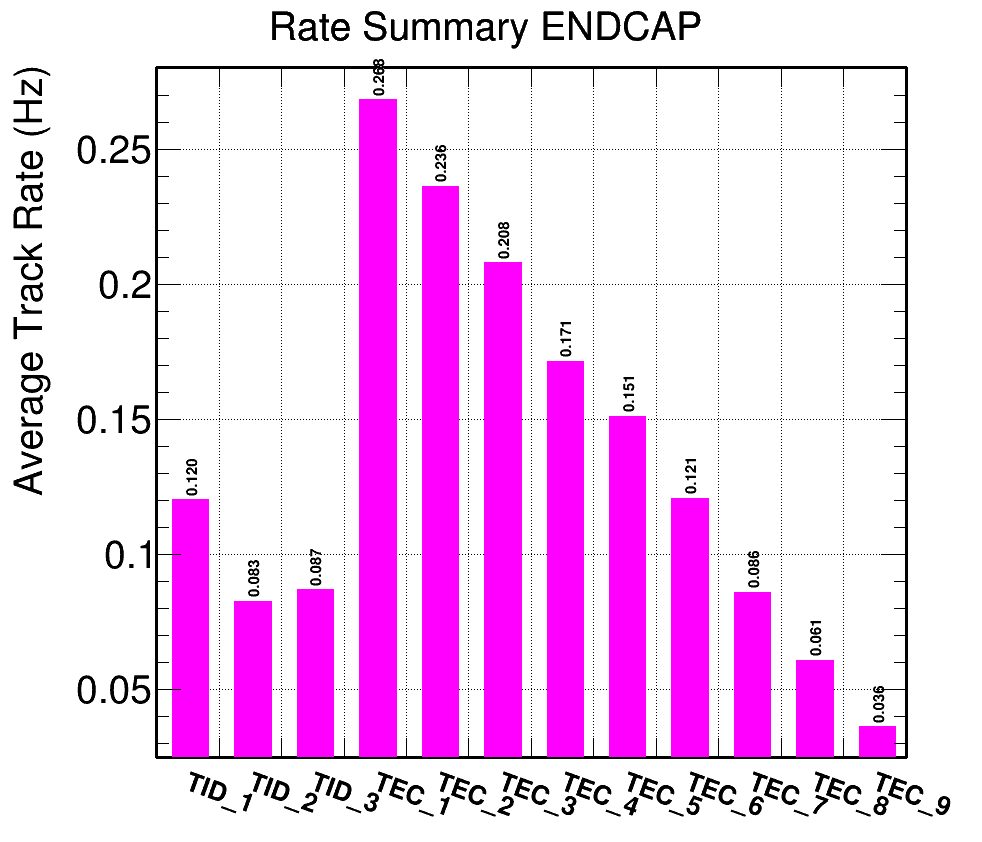 Rate Summary ENDCAP
Average Track Rate (Hz)
0.25
0.2
0.15
0.1
0.05
0.120
0.083
0.087
0.268
0.236
0.208
0.171
0.151
0.121
0.086
0.061
0.036
TID_1
TID_2
TID_3
TEC_1
TEC_2
TEC_3
TEC_4
TEC_5
TEC_6
TEC_7
TEC_8
TEC_9